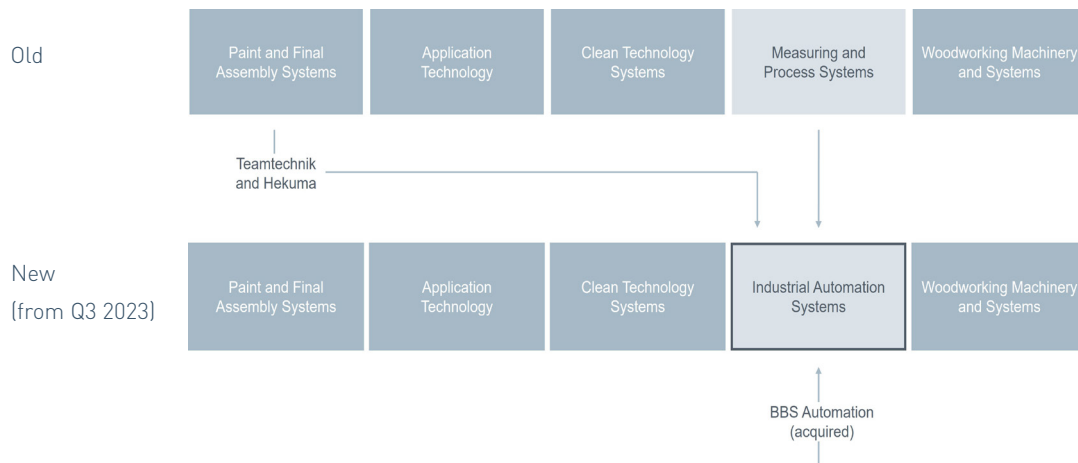 Old
Paint and Final
Assembly Systems
Application
Technology
Clean Technology
Systems
Measuring and
Process Systems
Woodworking Machinery
and Systems
Teamtechnik
and Hekuma
New
(from Q3 2023)
Paint and Final
Assembly Systems
Application
Technology
Clean Technology
Systems
Industrial Automation
Systems
Woodworking Machinery
and Systems
BBS Automation
(acquired)